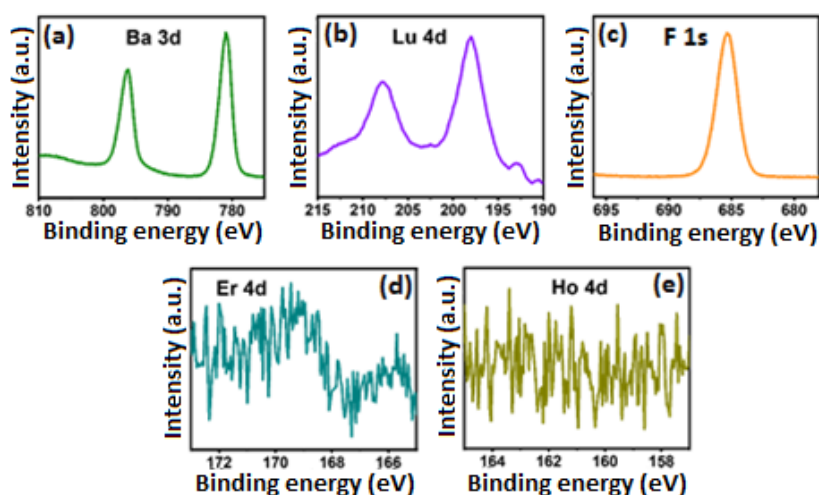 (a) Ba 3d
Intensity (a.u.)
810 800 790 780
Binding energy (eV)
(b) Lu 4d
Intensity (a.u.)
215 210 205 200 195 190
Binding energy (eV)
(c) F 1s
Intensity (a.u.)
695 690 685 680
Binding energy (eV)
Er 4d (d)
Intensity (a.u.)
172 170 168 166
Binding energy (eV)
Ho 4d (e)
Intensity (a.u.)
164 162 160 158
Binding energy (eV)